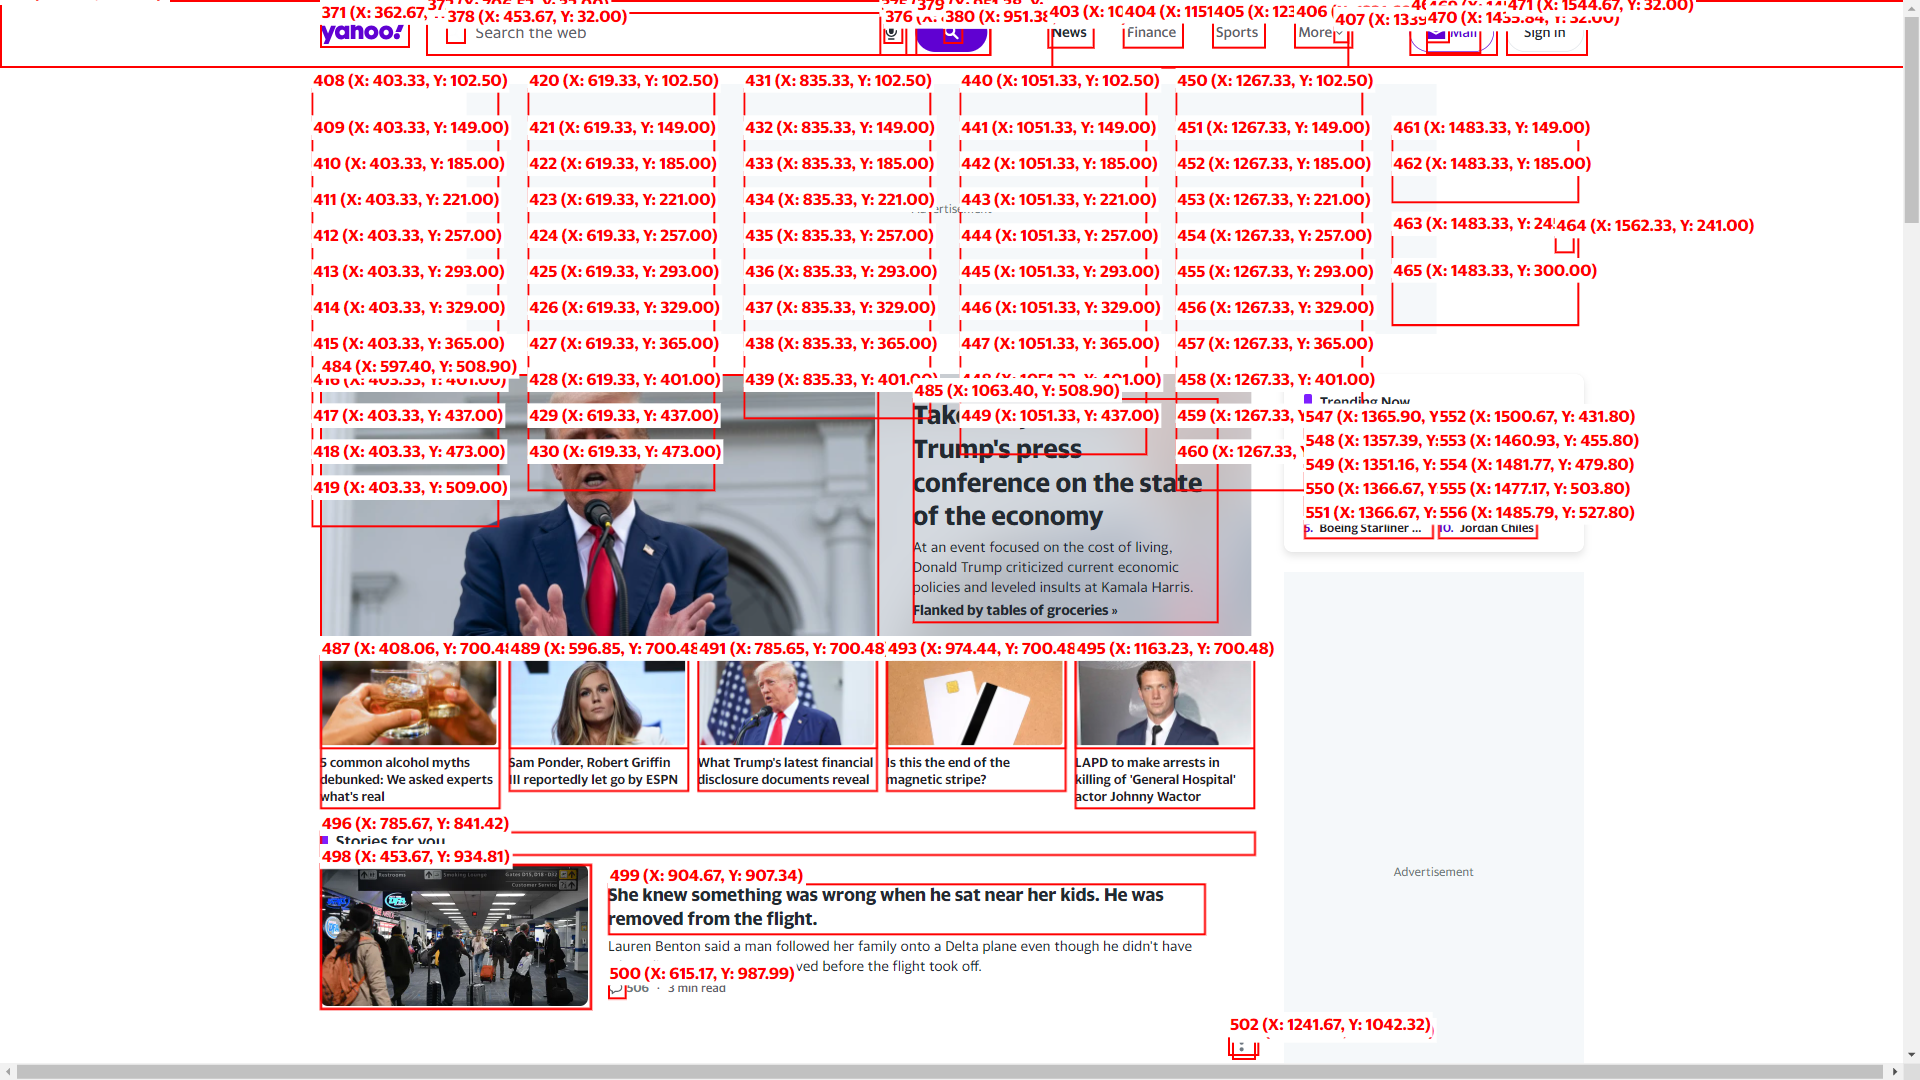 371 (X: 362.67,
378 (X: 453.67, Y: 32.00)
376
380 (X: 951.38
403 (X: 10
404 (X: 1151
405 (X: 123
406
407 (X: 1339
470 (X: 1455.84, Y: 32.00)
471 (X: 1544.67, Y: 32.00)
yahoo!
Search the web
News
Finance
Sports
More
Mail
Sign in
408 (X: 403.33, Y: 102.50)
420 (X: 619.33, Y: 102.50)
431 (X: 835.33, Y: 102.50)
440 (X: 1051.33, Y: 102.50)
450 (X: 1267.33, Y: 102.50)
409 (X: 403.33, Y: 149.00)
421 (X: 619.33, Y: 149.00)
432 (X: 835.33, Y: 149.00)
441 (X: 1051.33, Y: 149.00)
451 (X: 1267.33, Y: 149.00)
461 (X: 1483.33, Y: 149.00)
410 (X: 403.33, Y: 185.00)
422 (X: 619.33, Y: 185.00)
433 (X: 835.33, Y: 185.00)
442 (X: 1051.33, Y: 185.00)
452 (X: 1267.33, Y: 185.00)
462 (X: 1483.33, Y: 185.00)
411 (X: 403.33, Y: 221.00)
423 (X: 619.33, Y: 221.00)
434 (X: 835.33, Y: 221.00)
443 (X: 1051.33, Y: 221.00)
453 (X: 1267.33, Y: 221.00)
463 (X: 1483.33, Y: 241
464 (X: 1562.33, Y: 241.00)
412 (X: 403.33, Y: 257.00)
424 (X: 619.33, Y: 257.00)
435 (X: 835.33, Y: 257.00)
444 (X: 1051.33, Y: 257.00)
454 (X: 1267.33, Y: 257.00)
413 (X: 403.33, Y: 293.00)
425 (X: 619.33, Y: 293.00)
436 (X: 835.33, Y: 293.00)
445 (X: 1051.33, Y: 293.00)
455 (X: 1267.33, Y: 293.00)
465 (X: 1483.33, Y: 300.00)
414 (X: 403.33, Y: 329.00)
426 (X: 619.33, Y: 329.00)
437 (X: 835.33, Y: 329.00)
446 (X: 1051.33, Y: 329.00)
456 (X: 1267.33, Y: 329.00)
415 (X: 403.33, Y: 365.00)
427 (X: 619.33, Y: 365.00)
438 (X: 835.33, Y: 365.00)
447 (X: 1051.33, Y: 365.00)
457 (X: 1267.33, Y: 365.00)
484 (X: 597.40, Y: 508.90)
416 (X: 403.33, Y: 401.00)
428 (X: 619.33, Y: 401.00)
439 (X: 835.33, Y: 401.00)
458 (X: 1267.33, Y: 401.00)
485 (X: 1063.40, Y: 508.90)
417 (X: 403.33, Y: 437.00)
429 (X: 619.33, Y: 437.00)
449 (X: 1051.33, Y: 437.00)
459 (X: 1267.33, Y
418 (X: 403.33, Y: 473.00)
430 (X: 619.33, Y: 473.00)
460 (X: 1267.33, Y
419 (X: 403.33, Y: 509.00)
Trump's press
conference on the state
of the economy
At an event focused on the cost of living,
Donald Trump criticized current economic
policies and leveled insults at Kamala Harris.
Flanked by tables of groceries »
Trending Now
547 (X: 1365.90, Y
552 (X: 1500.67, Y: 431.80)
548 (X: 1357.39, Y:
553 (X: 1460.93, Y: 455.80)
549 (X: 1351.16, Y:
554 (X: 1481.77, Y: 479.80)
550 (X: 1366.67, Y
555 (X: 1477.17, Y: 503.80)
551 (X: 1366.67, Y:
556 (X: 1485.79, Y: 527.80)
5. Boeing Starliner ...
10. Jordan Chiles
487 (X: 408.06, Y: 700.48
489 (X: 596.85, Y: 700.48
491 (X: 785.65, Y: 700.48
493 (X: 974.44, Y: 700.48
495 (X: 1163.23, Y: 700.48)
5 common alcohol myths
debunked: We asked experts
what's real
Sam Ponder, Robert Griffin
III reportedly let go by ESPN
What Trump's latest financial
disclosure documents reveal
Is this the end of the
magnetic stripe?
LAPD to make arrests in
killing of 'General Hospital'
actor Johnny Wactor
496 (X: 785.67, Y: 841.42)
Stories for you
498 (X: 453.67, Y: 934.81)
499 (X: 904.67, Y: 907.34)
She knew something was wrong when he sat near her kids. He was
removed from the flight.
Lauren Benton said a man followed her family onto a Delta plane even though he didn't have
before the flight took off.
500 (X: 615.17, Y: 987.99)
506 · 3 min read
Advertisement
502 (X: 1241.67, Y: 1042.32)